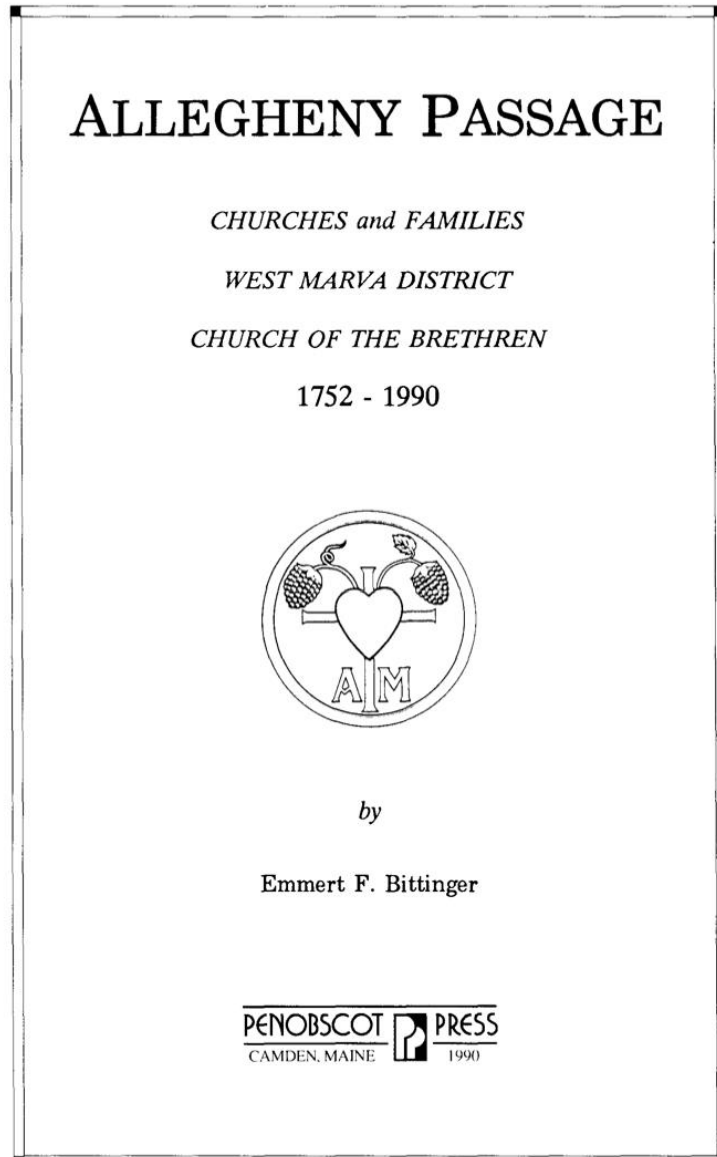 ALLEGHENY PASSAGE
CHURCHES and FAMILIES
WEST MARVA DISTRICT
CHURCH OF THE BRETHREN
1752 - 1990
A M
by
Emmert F. Bittinger
PENOBSCOT PRESS
CAMDEN, MAINE 1990